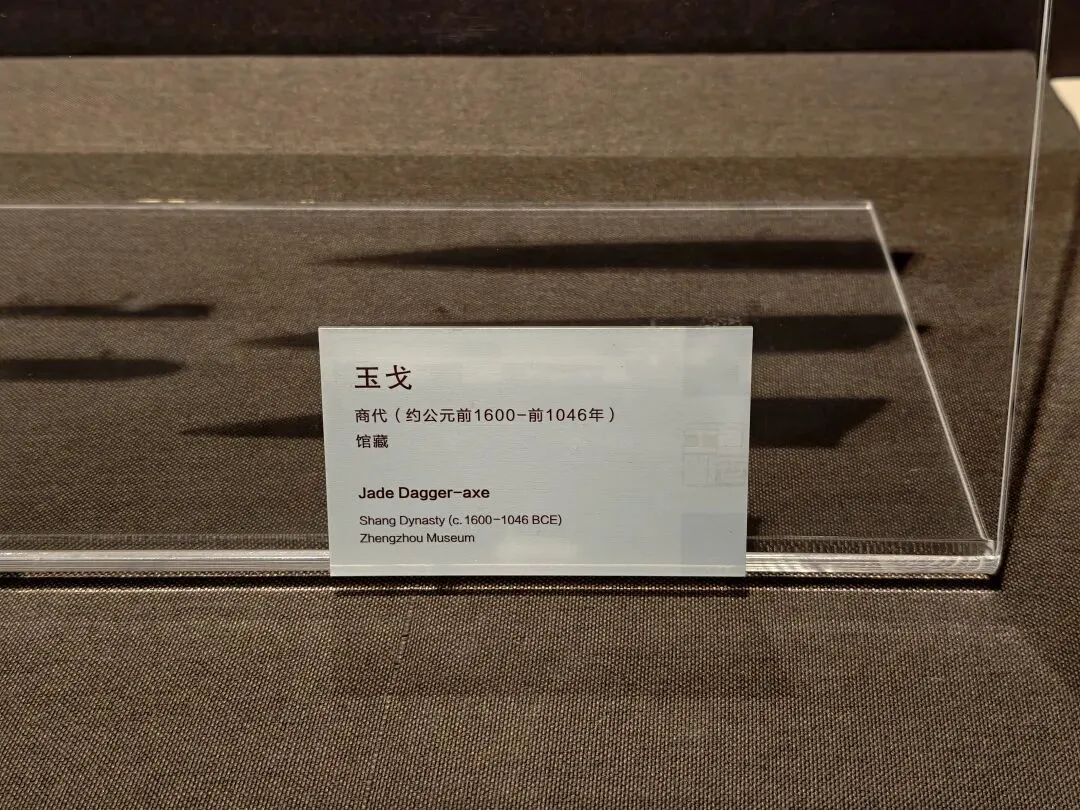 玉戈
商代（约公元前1600-前1046年）
馆藏
Jade Dagger-axe
Shang Dynasty (c. 1600-1046 BCE)
Zhengzhou Museum